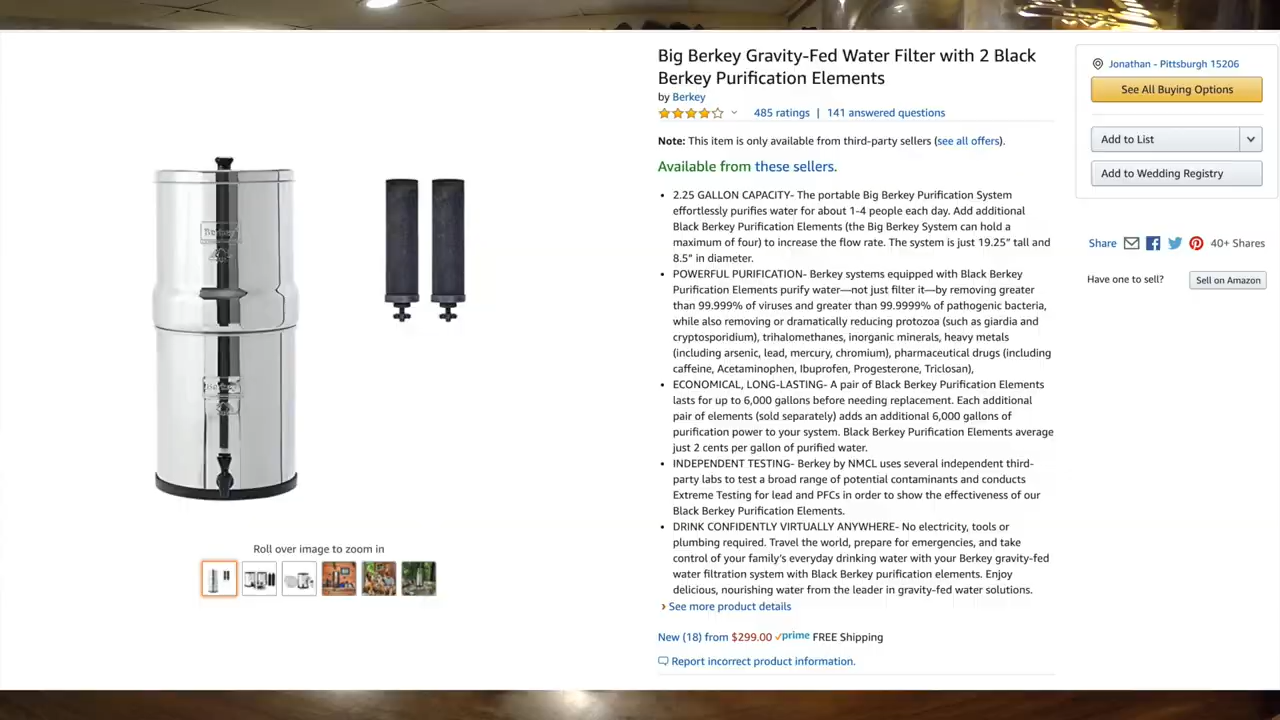 Big Berkey Gravity-Fed Water Filter with 2 Black
Berkey Purification Elements
by Berkey
485 ratings | 141 answered questions
Note: This item is only available from third-party sellers (see all offers).
Available from these sellers.
• 2.25 GALLON CAPACITY- The portable Big Berkey Purification System
effortlessly purifies water for about 1-4 people each day. Add additional
Black Berkey Purification Elements (the Big Berkey System can hold a
maximum of four) to increase the flow rate. The system is just 19.25" tall and
8.5" in diameter.
• POWERFUL PURIFICATION- Berkey systems equipped with Black Berkey
Purification Elements purify water—not just filter it—by removing greater
than 99.999% of viruses and greater than 99.9999% of pathogenic bacteria,
while also removing or dramatically reducing protozoa (such as giardia and
cryptosporidium), trihalomethanes, inorganic minerals, heavy metals
(including arsenic, lead, mercury, chromium), pharmaceutical drugs (including
caffeine, Acetaminophen, Ibuprofen, Progesterone, Triclosan),
• ECONOMICAL, LONG-LASTING- A pair of Black Berkey Purification Elements
lasts for up to 6,000 gallons before needing replacement. Each additional
pair of elements (sold separately) adds an additional 6,000 gallons of
purification power to your system. Black Berkey Purification Elements average
just 2 cents per gallon of purified water.
• INDEPENDENT TESTING- Berkey by NMCL uses several independent third-
party labs to test a broad range of potential contaminants and conducts
Extreme Testing for lead and PFCs in order to show the effectiveness of our
Black Berkey Purification Elements.
• DRINK CONFIDENTLY VIRTUALLY ANYWHERE- No electricity, tools or
plumbing required. Travel the world, prepare for emergencies, and take
control of your family's everyday drinking water with your Berkey gravity-fed
water filtration system with Black Berkey purification elements. Enjoy
delicious, nourishing water from the leader in gravity-fed water solutions.
› See more product details
New (18) from $299.00 prime FREE Shipping
Report incorrect product information.
Roll over image to zoom in
Jonathan - Pittsburgh 15206
See All Buying Options
Add to List
Add to Wedding Registry
Share 40+ Shares
Have one to sell? Sell on Amazon